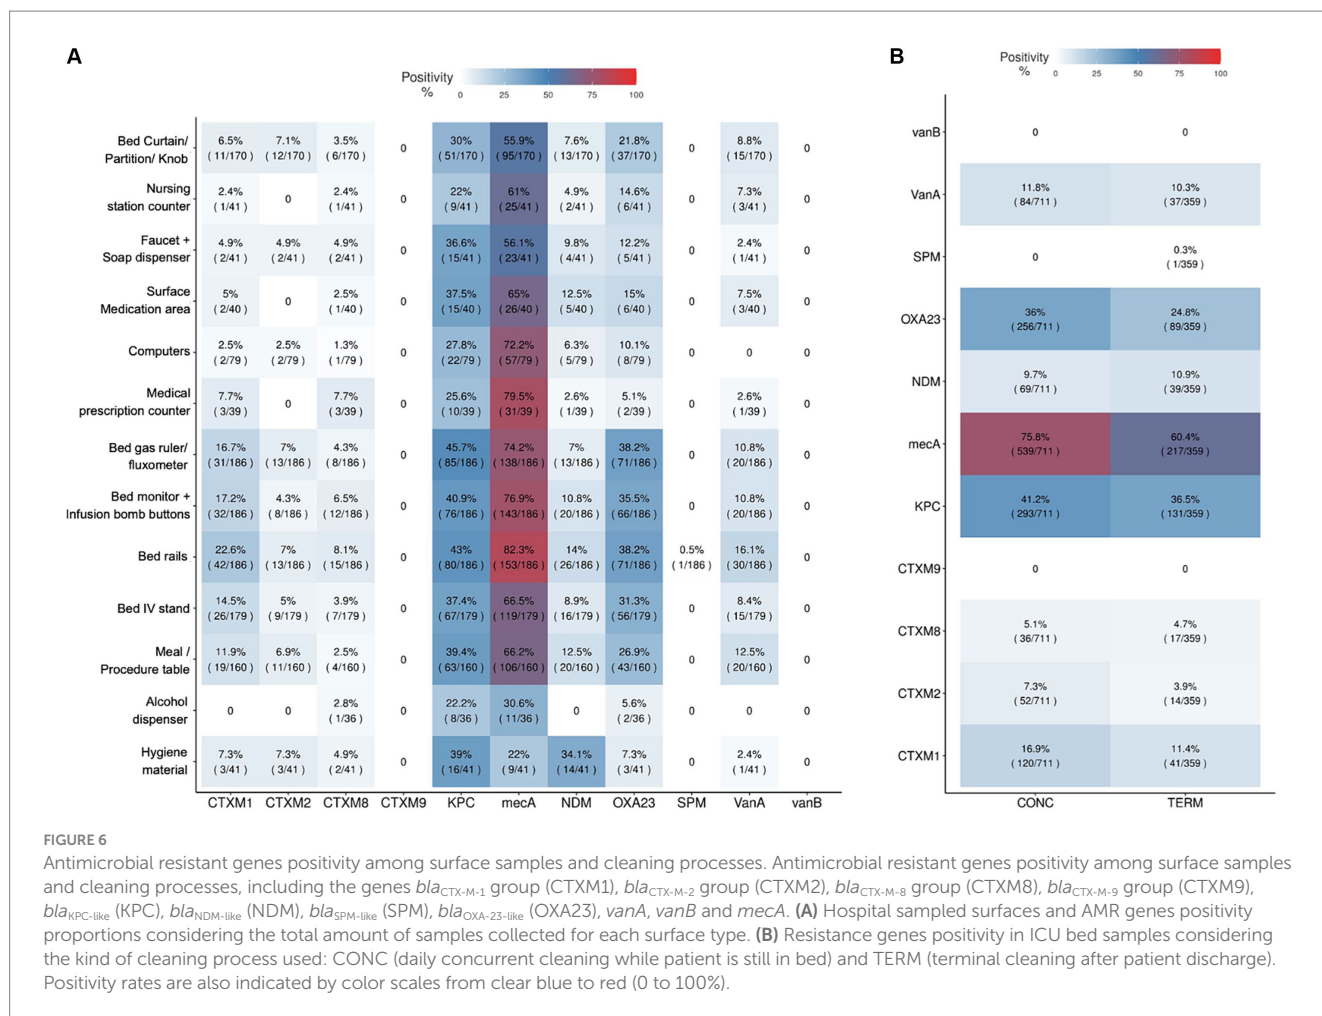 A
Positivity
%
0 25 50 75 100
Bed Curtain/
Partition/ Knob
6.5% 7.1% 3.5% 0 30% 55.9% 7.6% 21.8% 0 8.8% 0
( 11/170 ) ( 12/170 ) ( 6/170 ) ( 51/170 ) ( 95/170 ) ( 13/170 ) ( 37/170 ) ( 15/170 )
Nursing
station counter
2.4% 0 2.4% 0 22% 61% 4.9% 14.6% 0 7.3% 0
( 1/41 ) ( 1/41 ) ( 9/41 ) ( 25/41 ) ( 2/41 ) ( 6/41 ) ( 3/41 )
Faucet +
Soap dispenser
4.9% 4.9% 4.9% 0 36.6% 56.1% 9.8% 12.2% 0 2.4% 0
( 2/41 ) ( 2/41 ) ( 2/41 ) ( 15/41 ) ( 23/41 ) ( 4/41 ) ( 5/41 ) ( 1/41 )
Surface
Medication area
5% 0 2.5% 0 37.5% 65% 12.5% 15% 0 7.5% 0
( 2/40 ) ( 1/40 ) ( 15/40 ) ( 26/40 ) ( 5/40 ) ( 6/40 ) ( 3/40 )
Computers
2.5% 2.5% 1.3% 0 27.8% 72.2% 6.3% 10.1% 0 0 0
( 2/79 ) ( 2/79 ) ( 1/79 ) ( 22/79 ) ( 57/79 ) ( 5/79 ) ( 8/79 )
Medical
prescription counter
7.7% 0 7.7% 0 25.6% 79.5% 2.6% 5.1% 0 2.6% 0
( 3/39 ) ( 3/39 ) ( 10/39 ) ( 31/39 ) ( 1/39 ) ( 2/39 ) ( 1/39 )
Bed gas ruler/
fluxometer
16.7% 7% 4.3% 0 45.7% 74.2% 7% 38.2% 0 10.8% 0
( 31/186 ) ( 13/186 ) ( 8/186 ) ( 85/186 ) ( 138/186 ) ( 13/186 ) ( 71/186 ) ( 20/186 )
Bed monitor +
Infusion bomb buttons
17.2% 4.3% 6.5% 0 40.9% 76.9% 10.8% 35.5% 0 10.8% 0
( 32/186 ) ( 8/186 ) ( 12/186 ) ( 76/186 ) ( 143/186 ) ( 20/186 ) ( 66/186 ) ( 20/186 )
Bed rails
22.6% 7% 8.1% 0 43% 82.3% 14% 38.2% 0.5% 16.1% 0
( 42/186 ) ( 13/186 ) ( 15/186 ) ( 80/186 ) ( 153/186 ) ( 26/186 ) ( 71/186 ) ( 1/186 ) ( 30/186 )
Bed IV stand
14.5% 5% 3.9% 0 37.4% 66.5% 8.9% 31.3% 0 8.4% 0
( 26/179 ) ( 9/179 ) ( 7/179 ) ( 67/179 ) ( 119/179 ) ( 16/179 ) ( 56/179 ) ( 15/179 )
Meal /
Procedure table
11.9% 6.9% 2.5% 0 39.4% 66.2% 12.5% 26.9% 0 12.5% 0
( 19/160 ) ( 11/160 ) ( 4/160 ) ( 63/160 ) ( 106/160 ) ( 20/160 ) ( 43/160 ) ( 20/160 )
Alcohol
dispenser
0 0 2.8% 0 22.2% 30.6% 0 5.6% 0 0 0
( 1/36 ) ( 8/36 ) ( 11/36 ) ( 2/36 )
Hygiene
material
7.3% 7.3% 4.9% 0 39% 22% 34.1% 7.3% 0 2.4% 0
( 3/41 ) ( 3/41 ) ( 2/41 ) ( 16/41 ) ( 9/41 ) ( 14/41 ) ( 3/41 ) ( 1/41 )
CTXM1 CTXM2 CTXM8 CTXM9 KPC mecA NDM OXA23 SPM VanA vanB
B
Positivity
%
0 25 50 75 100
vanB 0 0
VanA 11.8% 10.3%
( 84/711 ) ( 37/359 )
SPM 0 0.3%
( 1/359 )
OXA23 36% 24.8%
( 256/711 ) ( 89/359 )
NDM 9.7% 10.9%
( 69/711 ) ( 39/359 )
mecA 75.8% 60.4%
( 539/711 ) ( 217/359 )
KPC 41.2% 36.5%
( 293/711 ) ( 131/359 )
CTXM9 0 0
CTXM8 5.1% 4.7%
( 36/711 ) ( 17/359 )
CTXM2 7.3% 3.9%
( 52/711 ) ( 14/359 )
CTXM1 16.9% 11.4%
( 120/711 ) ( 41/359 )
CONC TERM
FIGURE 6
Antimicrobial resistant genes positivity among surface samples and cleaning processes. Antimicrobial resistant genes positivity among surface samples
and cleaning processes, including the genes blaCTX-M-1 group (CTXM1), blaCTX-M-2 group (CTXM2), blaCTX-M-8 group (CTXM8), blaCTX-M-9 group (CTXM9),
blaKPC-like (KPC), blaNDM-like (NDM), blaSPM-like (SPM), blaOXA-23-like (OXA23), vanA, vanB and mecA. (A) Hospital sampled surfaces and AMR genes positivity
proportions considering the total amount of samples collected for each surface type. (B) Resistance genes positivity in ICU bed samples considering
the kind of cleaning process used: CONC (daily concurrent cleaning while patient is still in bed) and TERM (terminal cleaning after patient discharge).
Positivity rates are also indicated by color scales from clear blue to red (0 to 100%).